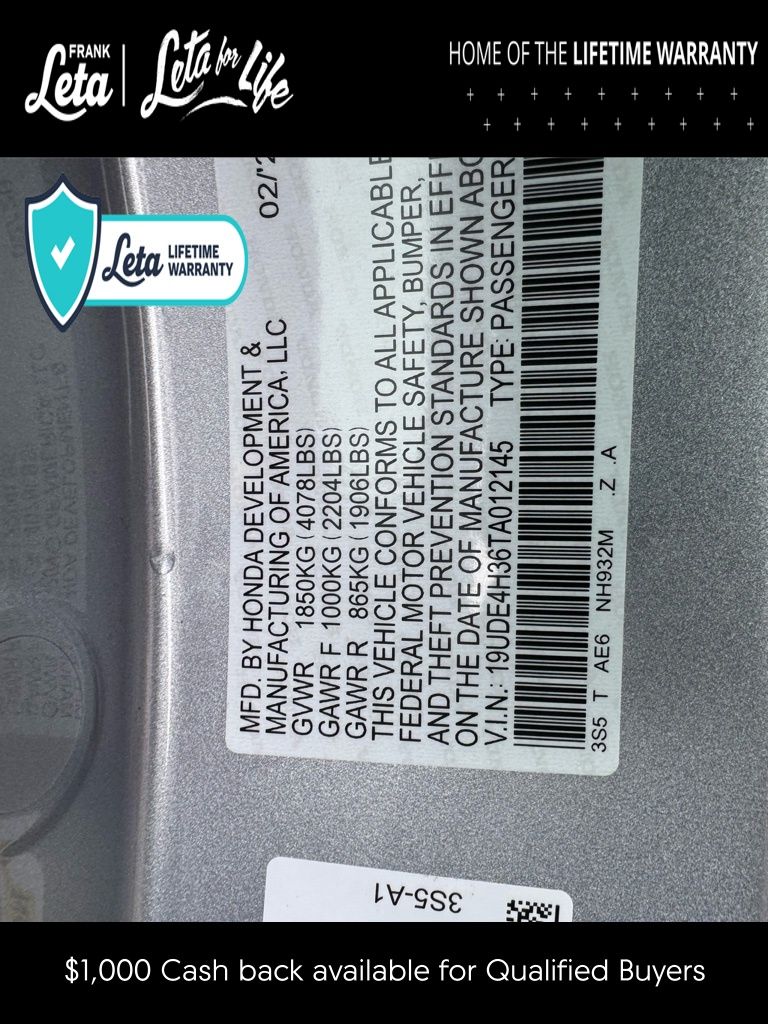 FRANK
Leta
Leta for Life
HOME OF THE LIFETIME WARRANTY
Leta LIFETIME
WARRANTY
02/'2
MFD. BY HONDA DEVELOPMENT &
MANUFACTURING OF AMERICA, LLC
GVWR 1850KG (4078LBS)
GAWR F 1000KG (2204LBS)
GAWR R 865KG (1906LBS)
THIS VEHICLE CONFORMS TO ALL APPLICABLE
FEDERAL MOTOR VEHICLE SAFETY, BUMPER,
AND THEFT PREVENTION STANDARDS IN EFF
ON THE DATE OF MANUFACTURE SHOWN ABO
V.I.N.: 19UDE4H36TA012145 TYPE: PASSENGER
3S5 T AE6 NH932M .Z .A
3S5-A1
$1,000 Cash back available for Qualified Buyers